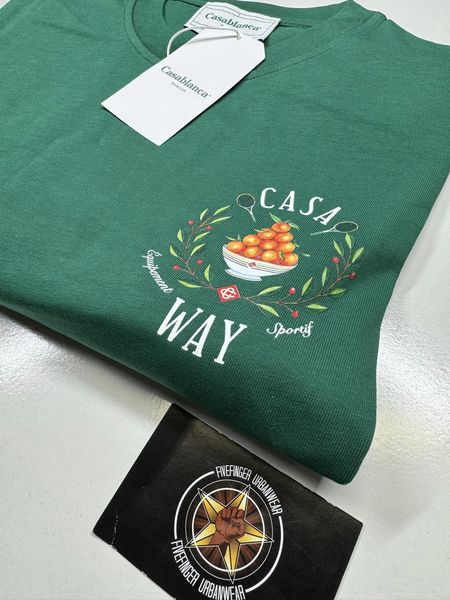 Casablanca
Casablanca
CASA
Equipement
Sportif
WAY
FIVEFINGER URBANWEAR
FIVEFINGER URBANWEAR